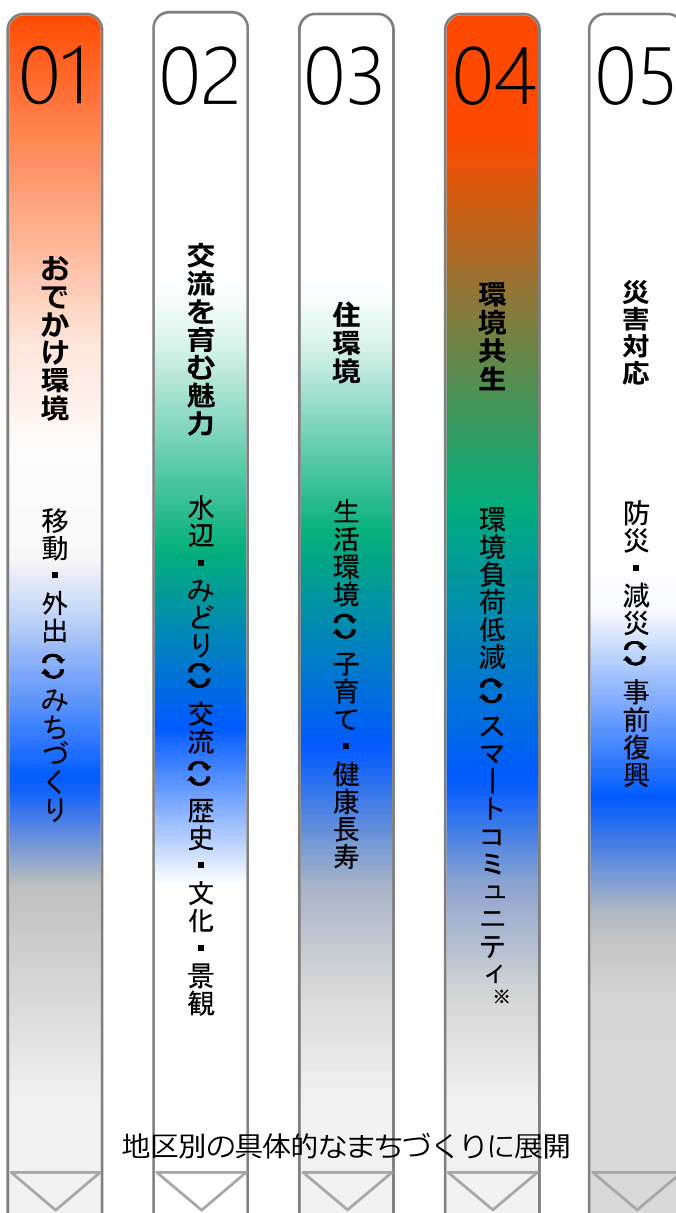 01
おでかけ環境
移動・外出 みちづくり
02
交流を育む魅力
水辺・みどり 交流 歴史・文化・景観
03
住環境
生活環境 子育て・健康長寿
04
環境共生
環境負荷低減 スマートコミュニティ※
05
災害対応
防災・減災 事前復興
地区別の具体的なまちづくりに展開